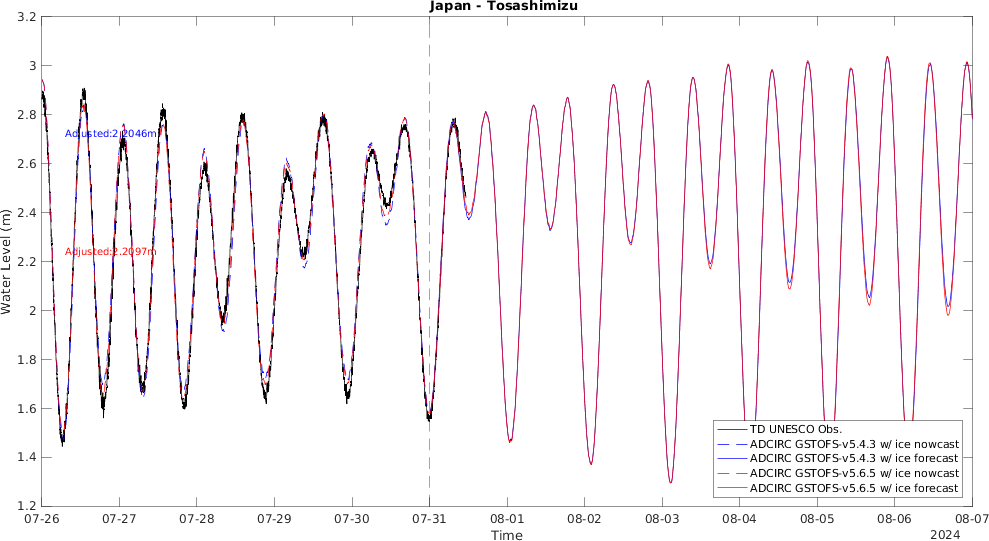 Japan - Tosashimizu
3.2
3
2.8
2.6
2.4
2.2
2
1.8
1.6
1.4
1.2
Water Level (m)
Adjusted:2.2046m
Adjusted:2.2097m
TD UNESCO Obs.
ADCIRC GSTOFS-v5.4.3 w/ ice nowcast
ADCIRC GSTOFS-v5.4.3 w/ ice forecast
ADCIRC GSTOFS-v5.6.5 w/ ice nowcast
ADCIRC GSTOFS-v5.6.5 w/ ice forecast
07-26 07-27 07-28 07-29 07-30 07-31 08-01 08-02 08-03 08-04 08-05 08-06 08-07
Time
2024